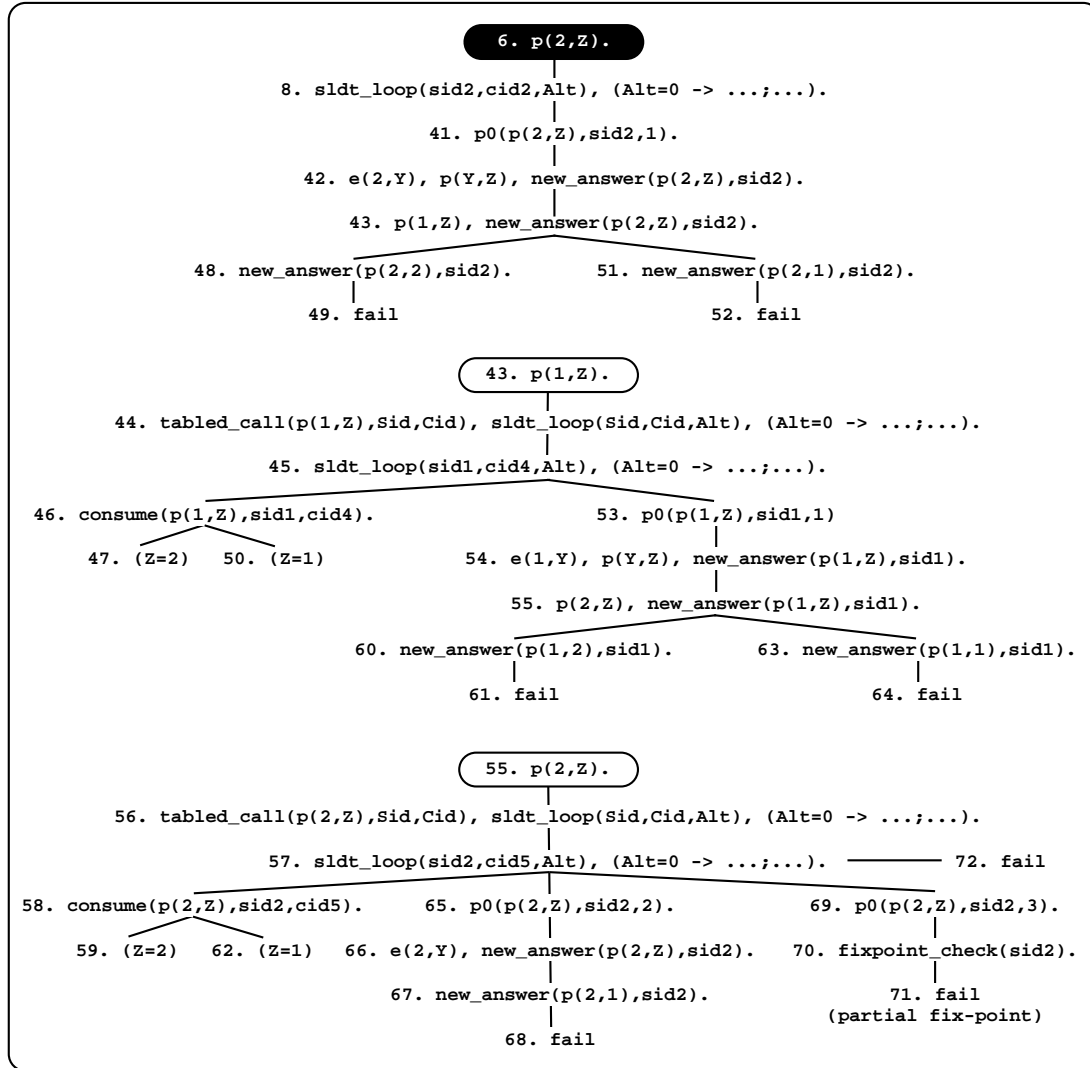 6. p(2,Z).
8. sldt_loop(sid2,cid2,Alt), (Alt=0 -> ...;...).
41. p0(p(2,Z),sid2,1).
42. e(2,Y), p(Y,Z), new_answer(p(2,Z),sid2).
43. p(1,Z), new_answer(p(2,Z),sid2).
48. new_answer(p(2,2),sid2). 51. new_answer(p(2,1),sid2).
49. fail 52. fail
43. p(1,Z).
44. tabled_call(p(1,Z),Sid,Cid), sldt_loop(Sid,Cid,Alt), (Alt=0 -> ...;...).
45. sldt_loop(sid1,cid4,Alt), (Alt=0 -> ...;...).
46. consume(p(1,Z),sid1,cid4). 53. p0(p(1,Z),sid1,1)
47. (Z=2) 50. (Z=1) 54. e(1,Y), p(Y,Z), new_answer(p(1,Z),sid1).
55. p(2,Z), new_answer(p(1,Z),sid1).
60. new_answer(p(1,2),sid1). 63. new_answer(p(1,1),sid1).
61. fail 64. fail
55. p(2,Z).
56. tabled_call(p(2,Z),Sid,Cid), sldt_loop(Sid,Cid,Alt), (Alt=0 -> ...;...).
57. sldt_loop(sid2,cid5,Alt), (Alt=0 -> ...;...). 72. fail
58. consume(p(2,Z),sid2,cid5). 65. p0(p(2,Z),sid2,2). 69. p0(p(2,Z),sid2,3).
59. (Z=2) 62. (Z=1) 66. e(2,Y), new_answer(p(2,Z),sid2). 70. fixpoint_check(sid2).
67. new_answer(p(2,1),sid2). 71. fail
(partial fix-point)
68. fail